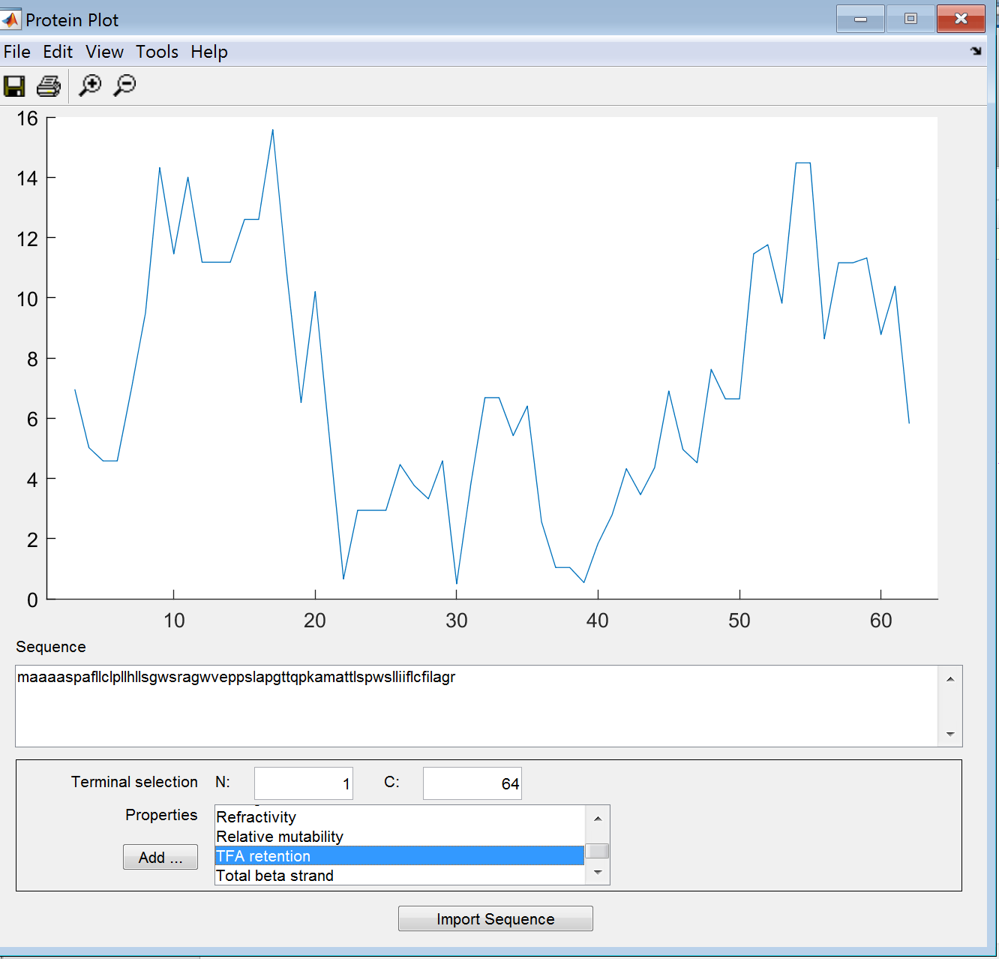 Protein Plot
File Edit View Tools Help
16
14
12
10
8
6
4
2
0
10 20 30 40 50 60
Sequence
maaaaspafllclpllhllsgwsragwveppslapgttqpkamattlspwslliiflcfilagr
Terminal selection N: 1 C: 64
Properties
Refractivity
Relative mutability
TFA retention
Total beta strand
Add ...
Import Sequence